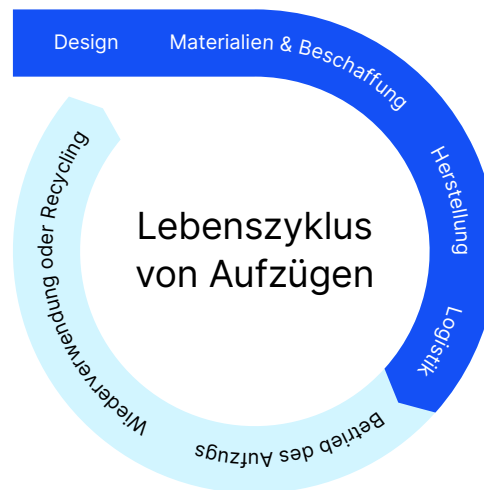 Design
Materialien & Beschaffung
Herstellung
Logistik
Betrieb des Aufzugs
Wiederverwendung oder Recycling
Lebenszyklus
von Aufzügen